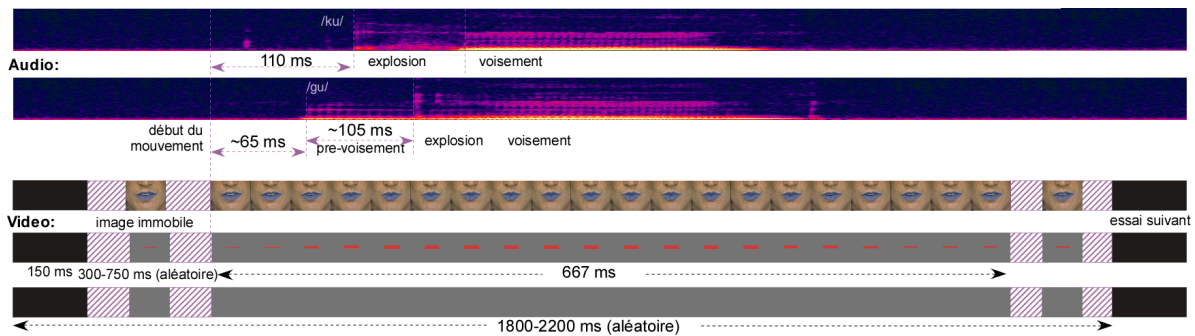 /ku/
Audio:
110 ms
explosion
voisement
/gu/
début du
mouvement
~65 ms
~105 ms
pre-voisement
explosion
voisement
Video:
image immobile
essai suivant
150 ms
300-750 ms (aléatoire)
667 ms
1800-2200 ms (aléatoire)